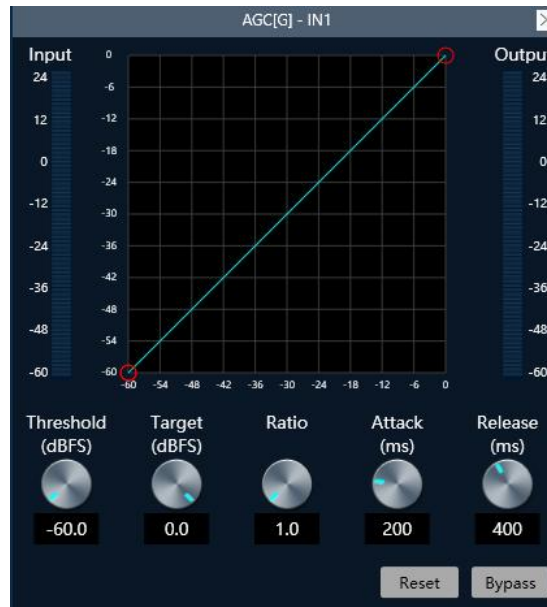 AGC[G] - IN1
Input
Output
24
12
0
-12
-24
-36
-48
-60
0
-6
-12
-18
-24
-30
-36
-42
-48
-54
-60
-60 -54 -48 -42 -36 -30 -24 -18 -12 -6 0
24
12
0
-12
-24
-36
-48
-60
Threshold
(dBFS)
Target
(dBFS)
Ratio
Attack
(ms)
Release
(ms)
-60.0 0.0 1.0 200 400
Reset Bypass